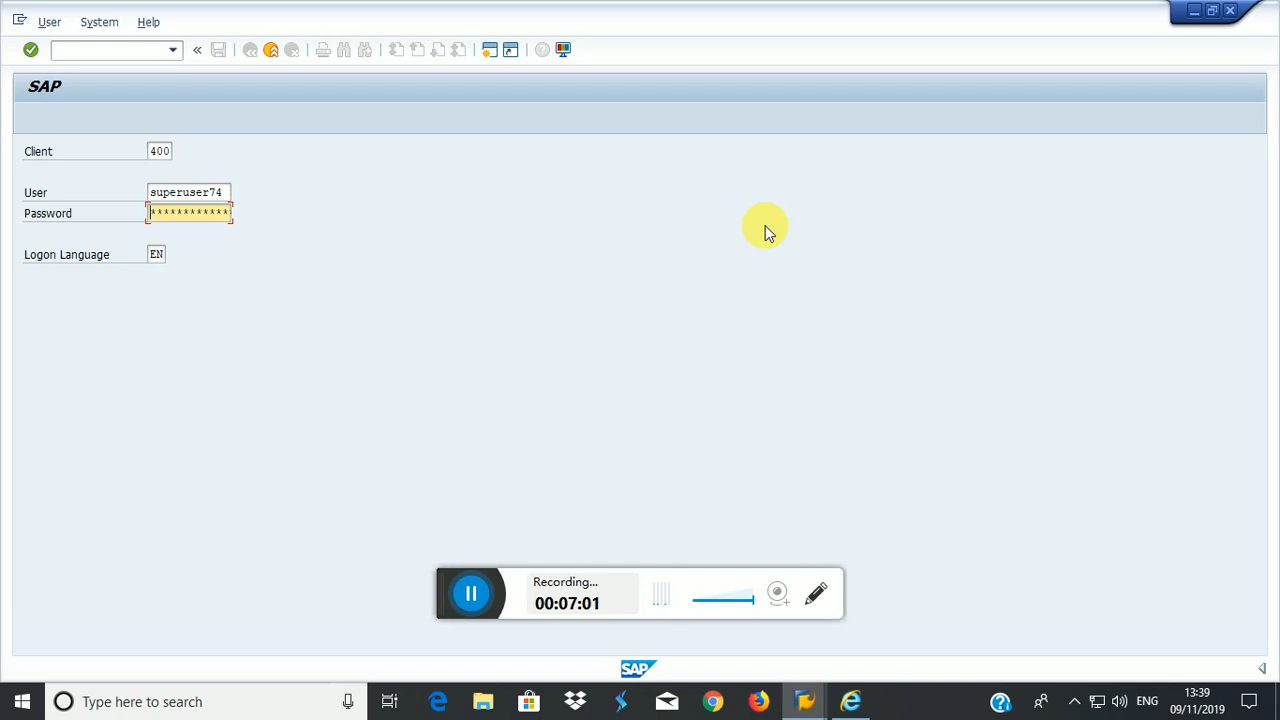 User System Help
SAP
Client 400
User superuser74
Password ************
Logon Language EN
Recording...
00:07:01
SAP
Type here to search
ENG
13:39
09/11/2019